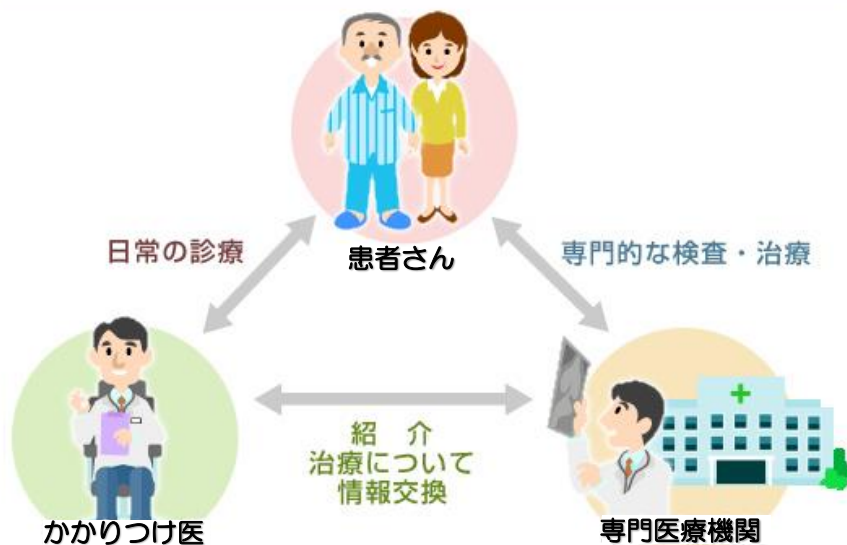 患者さん
日常の診療
専門的な検査・治療
紹　介
治療について
情報交換
かかりつけ医
専門医療機関